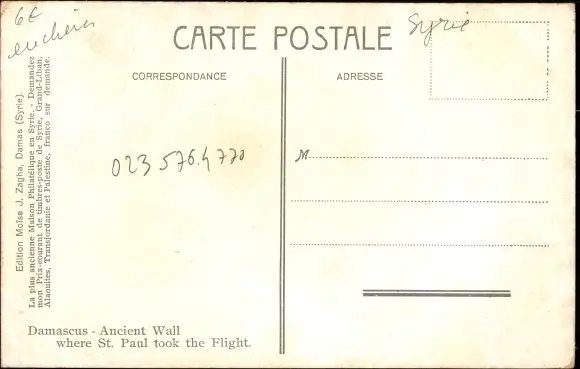 6€
enchères
Syrie
CARTE POSTALE
CORRESPONDANCE
ADRESSE
023 576.4770
M
Edition Moïse J. Zagha, Damas (Syrie).
La plus ancienne Maison Philatélique en Syrie. - Demandez
mon Prix-courant de timbres-poste de Syrie, Grand-Liban,
Alaouites, Transjordanie et Palestine, franco sur demande.
Damascus - Ancient Wall
where St. Paul took the Flight.